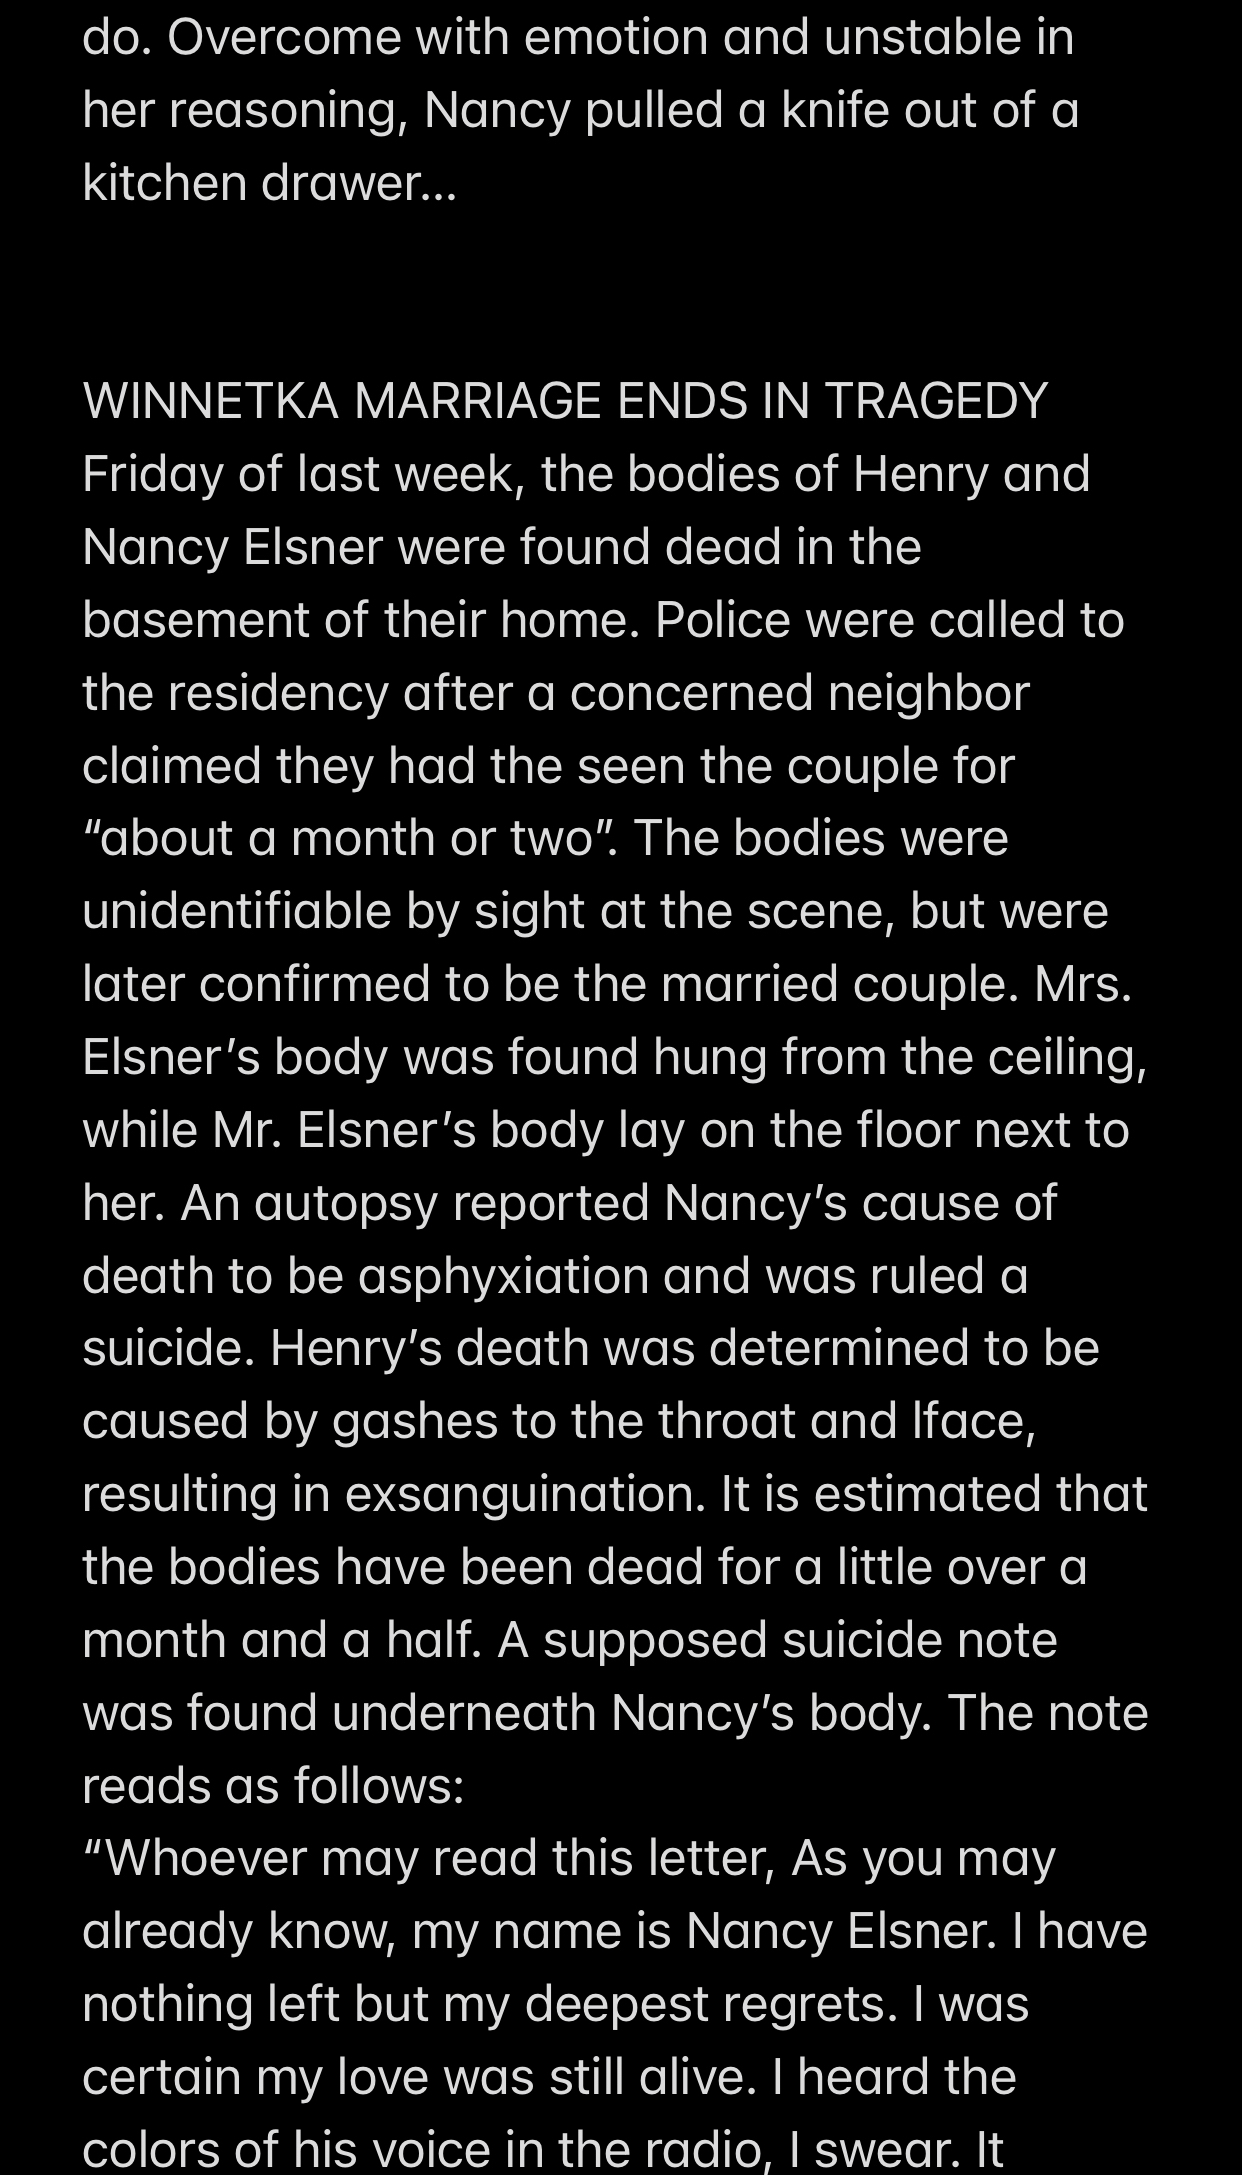 do. Overcome with emotion and unstable in
her reasoning, Nancy pulled a knife out of a
kitchen drawer...
WINNETKA MARRIAGE ENDS IN TRAGEDY
Friday of last week, the bodies of Henry and
Nancy Elsner were found dead in the
basement of their home. Police were called to
the residency after a concerned neighbor
claimed they had the seen the couple for
“about a month or two”. The bodies were
unidentifiable by sight at the scene, but were
later confirmed to be the married couple. Mrs.
Elsner’s body was found hung from the ceiling,
while Mr. Elsner’s body lay on the floor next to
her. An autopsy reported Nancy’s cause of
death to be asphyxiation and was ruled a
suicide. Henry’s death was determined to be
caused by gashes to the throat and lface,
resulting in exsanguination. It is estimated that
the bodies have been dead for a little over a
month and a half. A supposed suicide note
was found underneath Nancy’s body. The note
reads as follows:
“Whoever may read this letter, As you may
already know, my name is Nancy Elsner. I have
nothing left but my deepest regrets. I was
certain my love was still alive. I heard the
colors of his voice in the radio, I swear. It